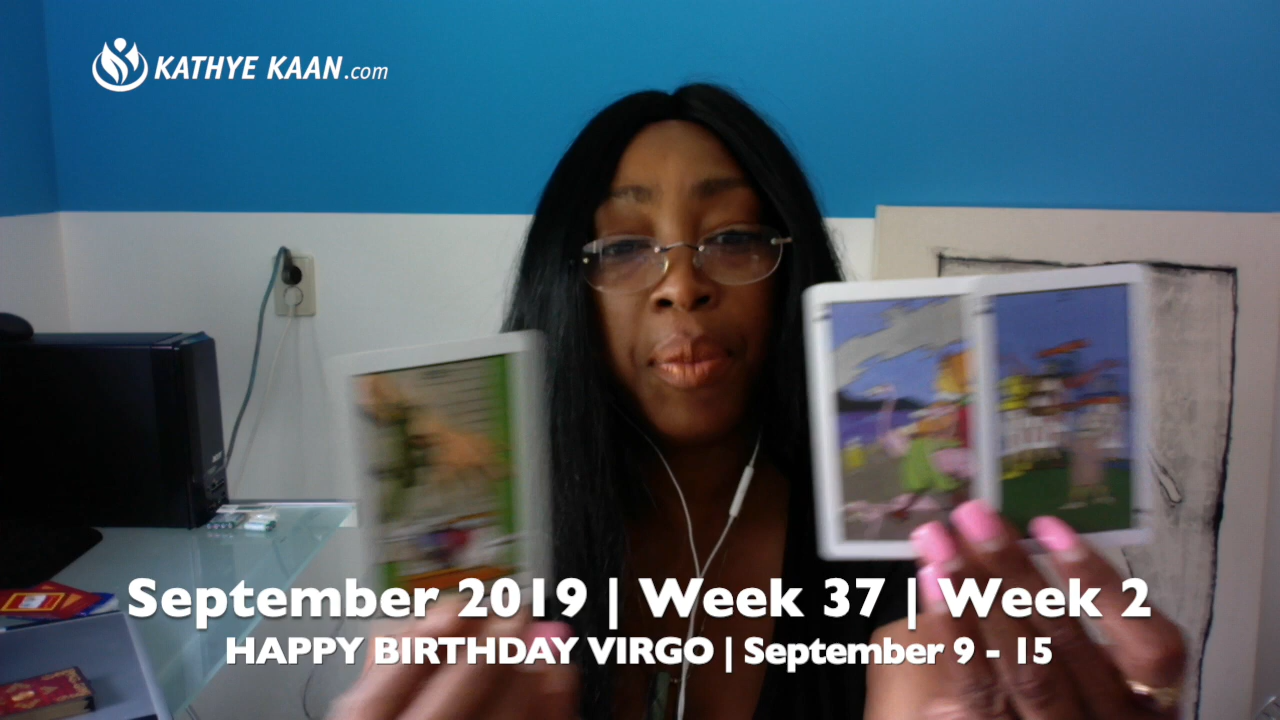 KATHYE KAAN.com
September 2019 | Week 37 | Week 2
HAPPY BIRTHDAY VIRGO | September 9 - 15